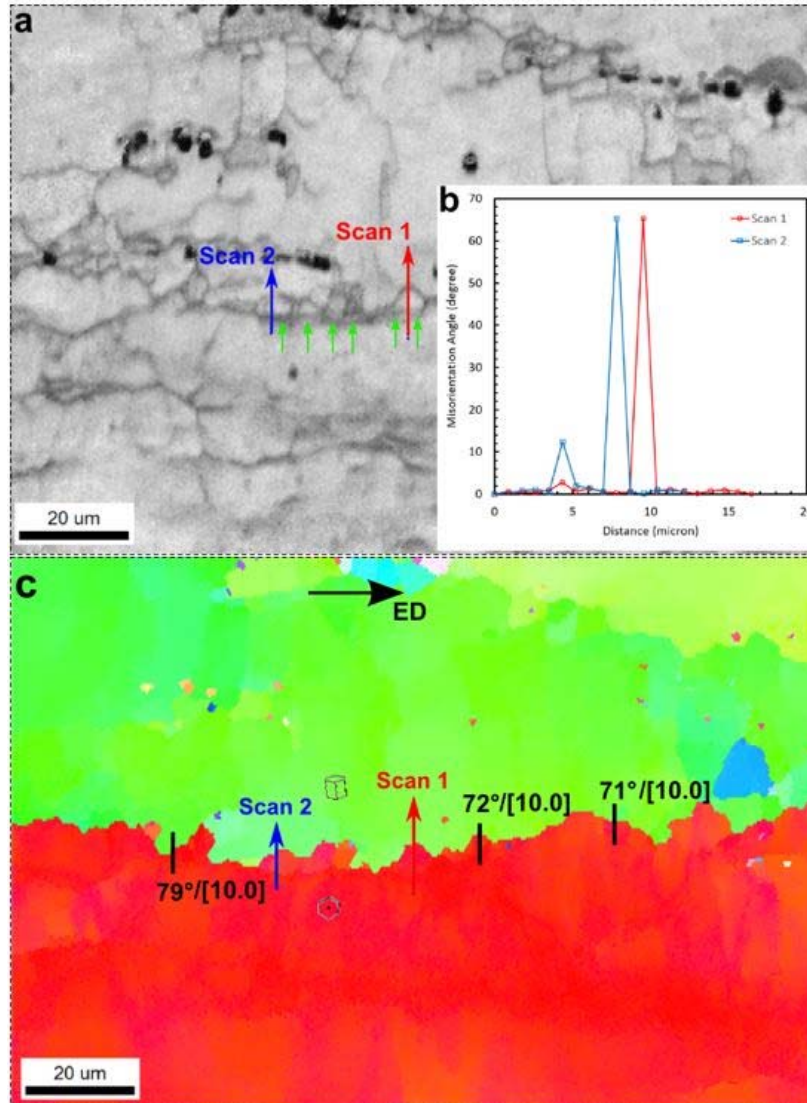 a
Scan 1
Scan 2
20 um
b
Scan 1
Scan 2
70
60
50
40
30
20
10
0
Misorientation Angle (degree)
0
5
10
15
20
Distance (micron)
c
ED
Scan 1
Scan 2
72°/[10.0]
71°/[10.0]
79°/[10.0]
20 um